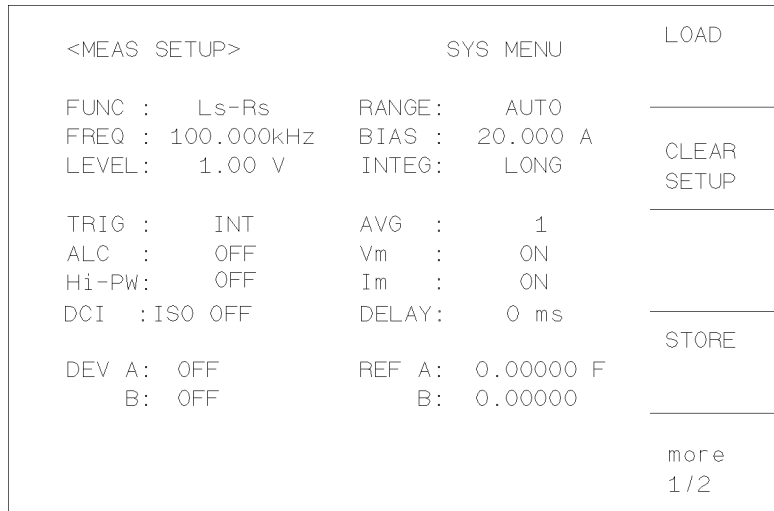 <MEAS SETUP> SYS MENU
FUNC : Ls-Rs RANGE: AUTO
FREQ : 100.000kHz BIAS : 20.000 A
LEVEL: 1.00 V INTEG: LONG
TRIG : INT AVG : 1
ALC : OFF Vm : ON
Hi-PW: OFF Im : ON
DCI :ISO OFF DELAY: 0 ms
DEV A: OFF REF A: 0.00000 F
B: OFF B: 0.00000
LOAD
CLEAR
SETUP
STORE
more
1/2